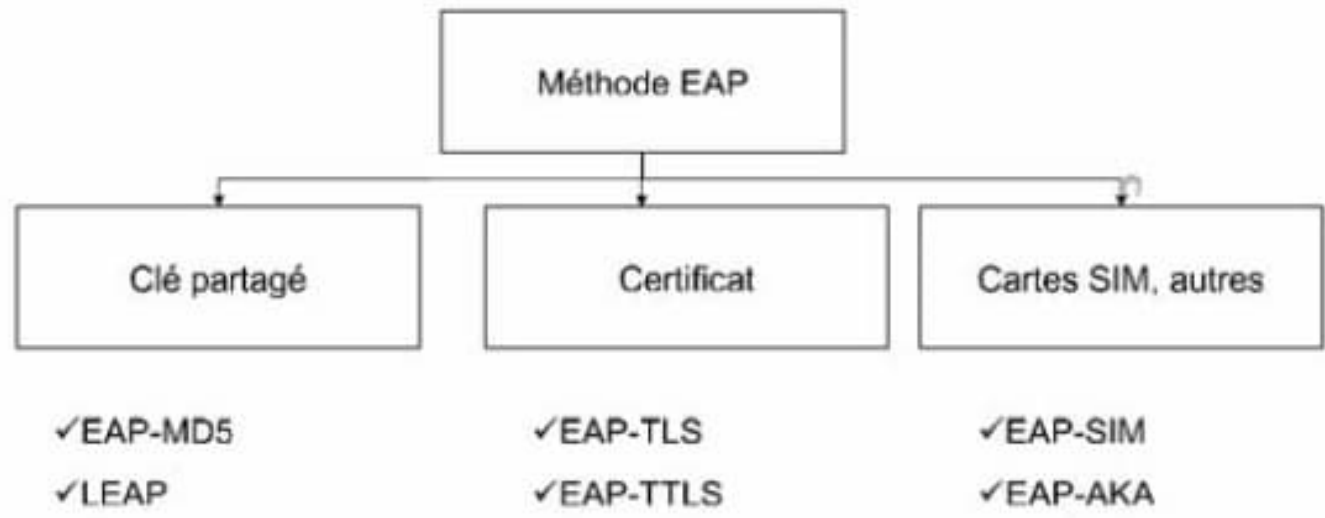 Méthode EAP
Clé partagé
Certificat
Cartes SIM, autres
✓EAP-MD5
✓EAP-TLS
✓EAP-SIM
✓LEAP
✓EAP-TTLS
✓EAP-AKA